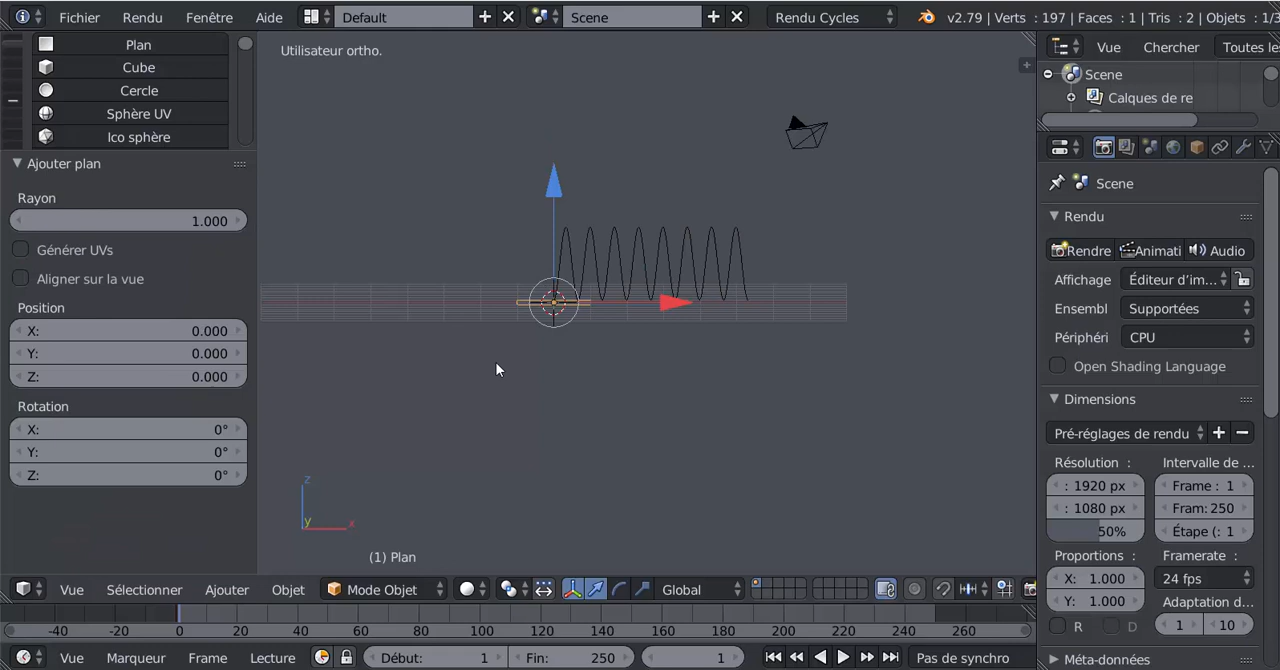 Fichier Rendu Fenêtre Aide Default Scene Rendu Cycles v2.79 | Verts : 197 | Faces : 1 | Tris : 2 | Objets : 1/3
Plan
Cube
Cercle
Sphère UV
Ico sphère
Ajouter plan
Rayon
1.000
Générer UVs
Aligner sur la vue
Position
X: 0.000
Y: 0.000
Z: 0.000
Rotation
X: 0°
Y: 0°
Z: 0°
Utilisateur ortho.
z
y x
(1) Plan
Vue Chercher Toutes les
Scene
Calques de re
Scene
Rendu
Rendre Animati Audio
Affichage Éditeur d'im...
Ensembl Supportées
Périphéri CPU
Open Shading Language
Dimensions
Pré-réglages de rendu
Résolution : Intervalle de ...
: 1920 px Frame : 1
: 1080 px Fram: 250
50% Étape (: 1
Proportions : Framerate :
X: 1.000 24 fps
Y: 1.000 Adaptation d...
R D 1 10
Méta-données
Vue Sélectionner Ajouter Objet Mode Objet Global
-40 -20 0 20 40 60 80 100 120 140 160 180 200 220 240 260
Vue Marqueur Frame Lecture Début: 1 Fin: 250 1 Pas de synchro